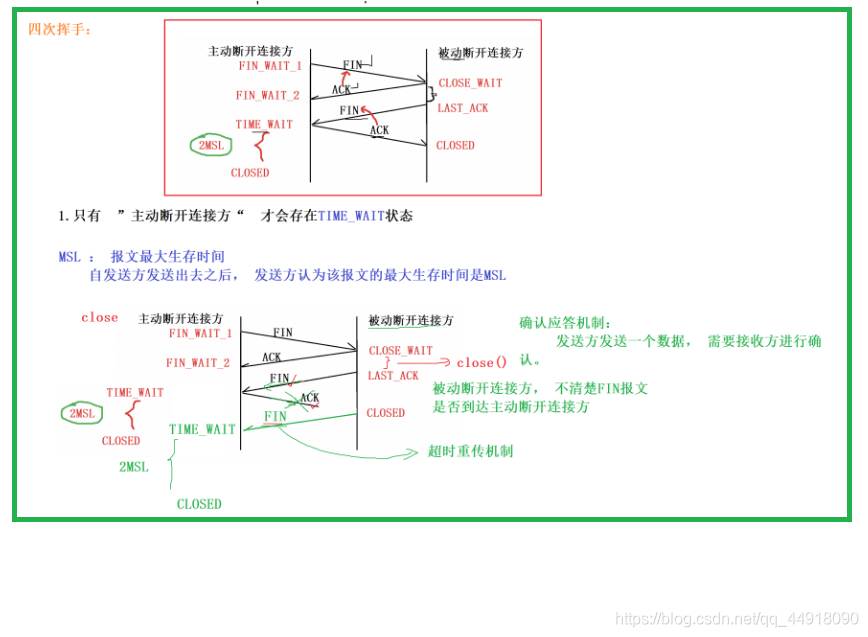 四次挥手：
主动断开连接方
被动断开连接方
FIN_WAIT_1
FIN
CLOSE_WAIT
ACK
FIN_WAIT_2
FIN
LAST_ACK
TIME_WAIT
ACK
2MSL
CLOSED
CLOSED
1.只有 ”主动断开连接方“ 才会存在TIME_WAIT状态
MSL ： 报文最大生存时间
自发送方发送出去之后， 发送方认为该报文的最大生存时间是MSL
close
主动断开连接方
被动断开连接方
FIN_WAIT_1
FIN
CLOSE_WAIT
close()
ACK
FIN_WAIT_2
FIN
LAST_ACK
TIME_WAIT
ACK
2MSL
CLOSED
CLOSED
FIN
TIME_WAIT
2MSL
CLOSED
确认应答机制：
发送方发送一个数据， 需要接收方进行确
认。
被动断开连接方， 不清楚FIN报文
是否到达主动断开连接方
超时重传机制
https://blog.csdn.net/qq_44918090